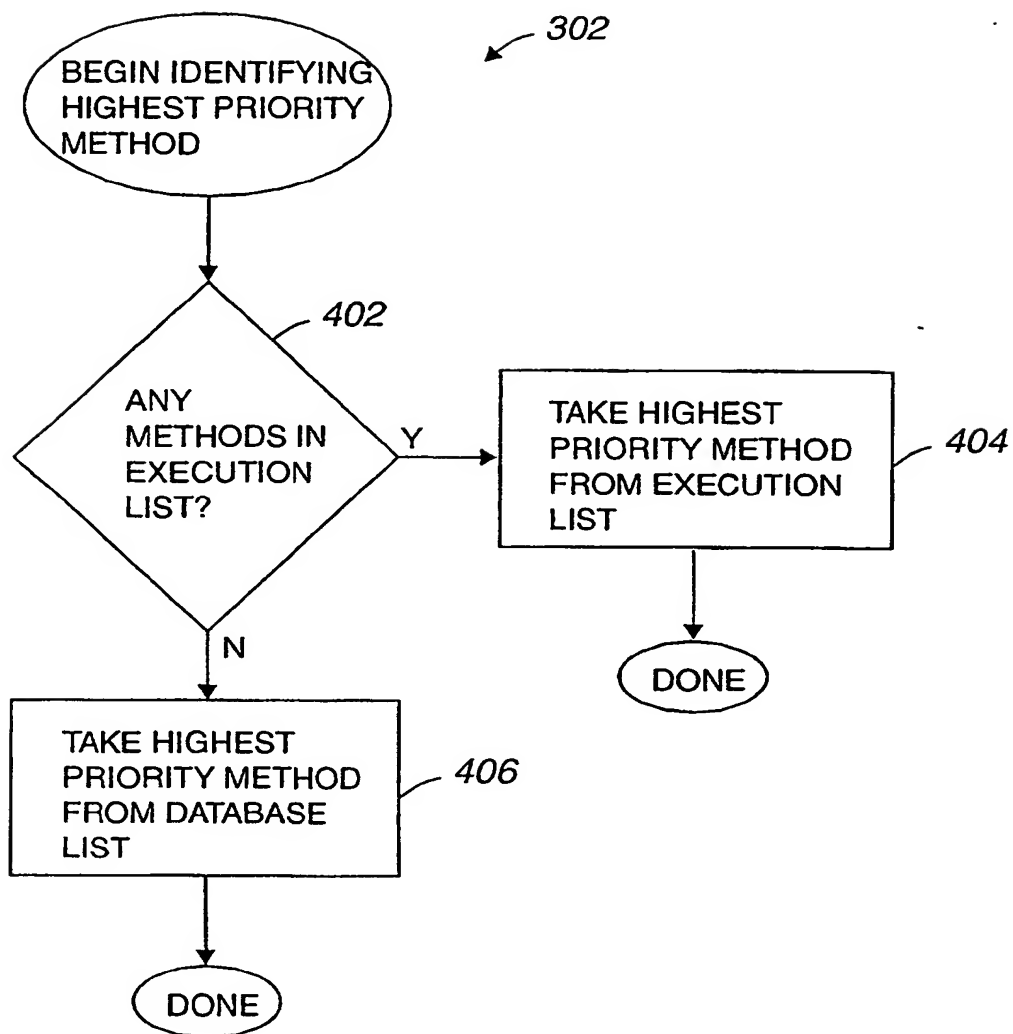 302
BEGIN IDENTIFYING
HIGHEST PRIORITY
METHOD
402
ANY
METHODS IN
EXECUTION
LIST?
Y
TAKE HIGHEST
PRIORITY METHOD
FROM EXECUTION
LIST
404
DONE
N
TAKE HIGHEST
PRIORITY METHOD
FROM DATABASE
LIST
406
DONE